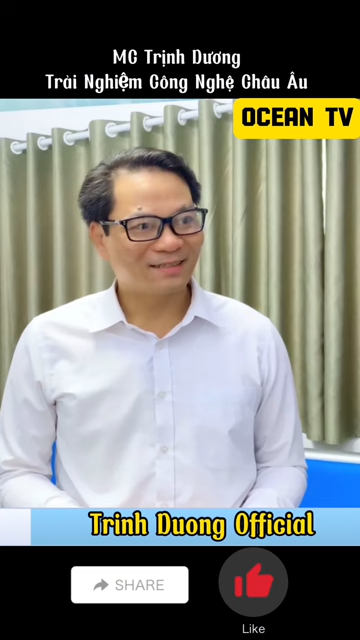 MC Trịnh Dương
Trải Nghiệm Công Nghệ Châu Âu
OCEAN TV
Trinh Duong Official
SHARE
Like